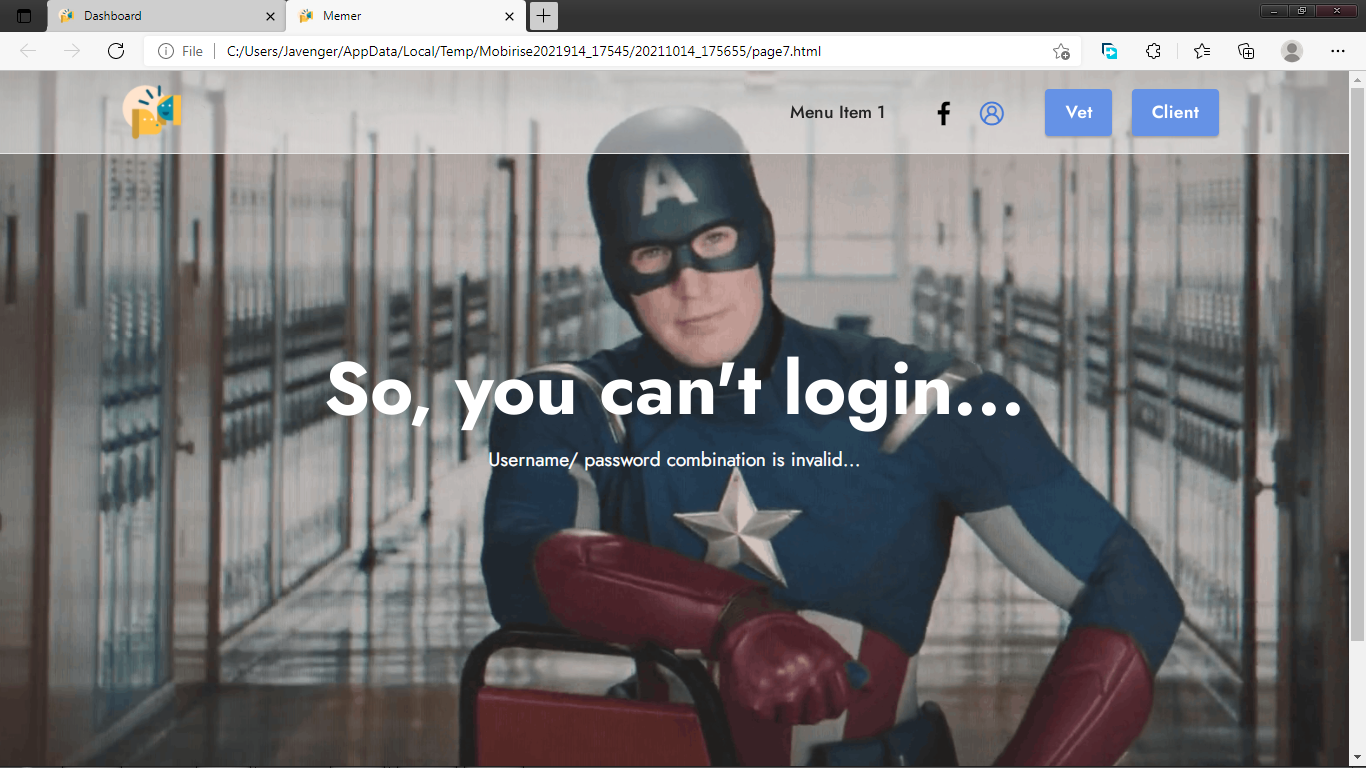 Dashboard
Memer
File
C:/Users/Javenger/AppData/Local/Temp/Mobirise2021914_17545/20211014_175655/page7.html
Menu Item 1
Vet
Client
A
So, you can't login...
Username/ password combination is invalid...